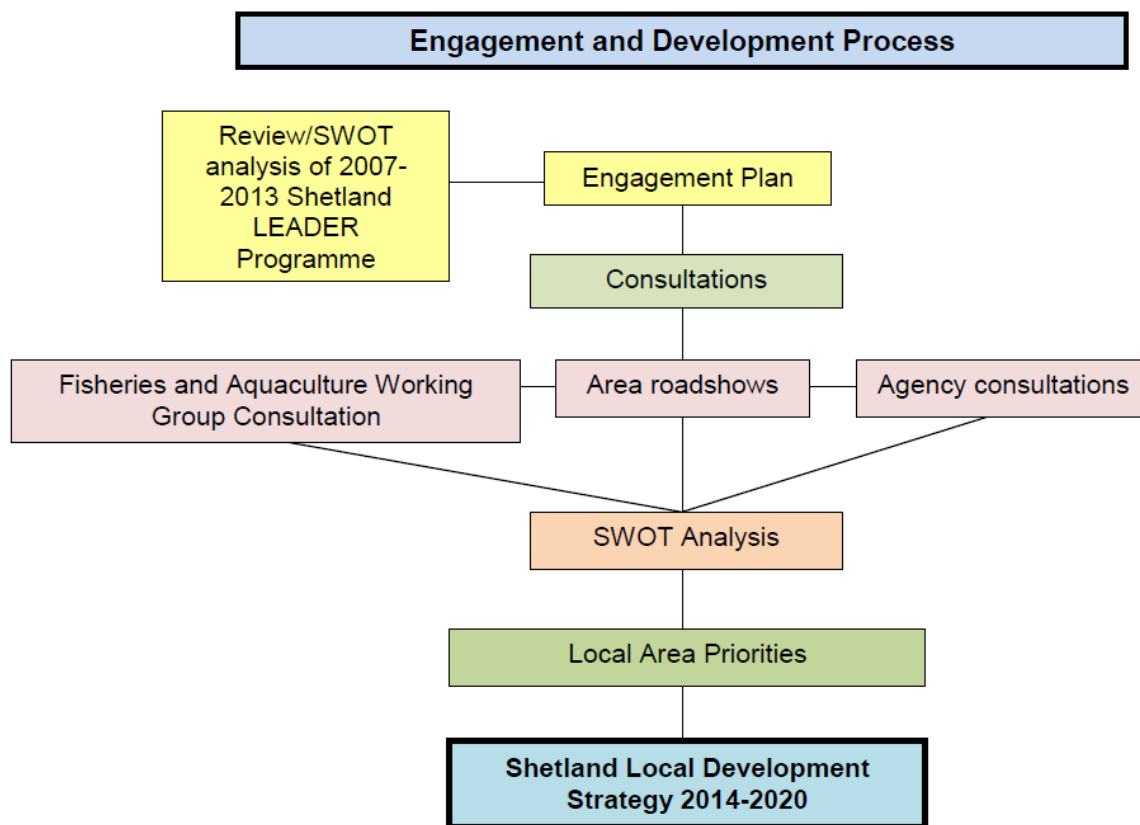 Engagement and Development Process
Review/SWOT
analysis of 2007-
2013 Shetland
LEADER
Programme
Engagement Plan
Consultations
Fisheries and Aquaculture Working
Group Consultation
Area roadshows
Agency consultations
SWOT Analysis
Local Area Priorities
Shetland Local Development
Strategy 2014-2020